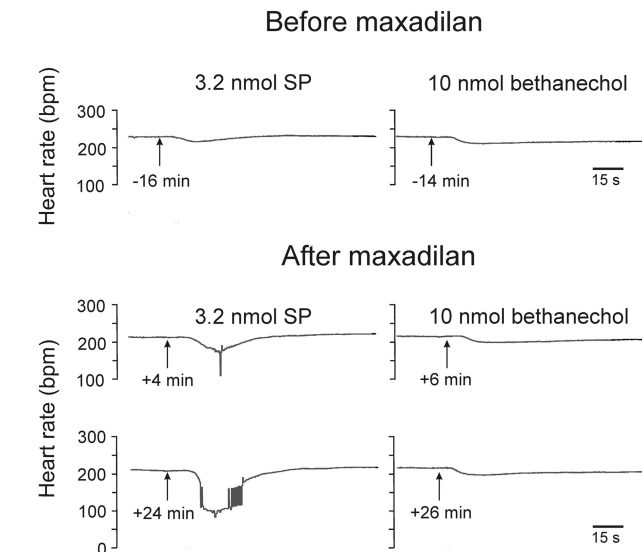 Before maxadilan
3.2 nmol SP
10 nmol bethanechol
Heart rate (bpm)
300
200
100
-16 min
-14 min
15 s
After maxadilan
3.2 nmol SP
10 nmol bethanechol
Heart rate (bpm)
300
200
100
+4 min
+6 min
300
200
100
0
+24 min
+26 min
15 s